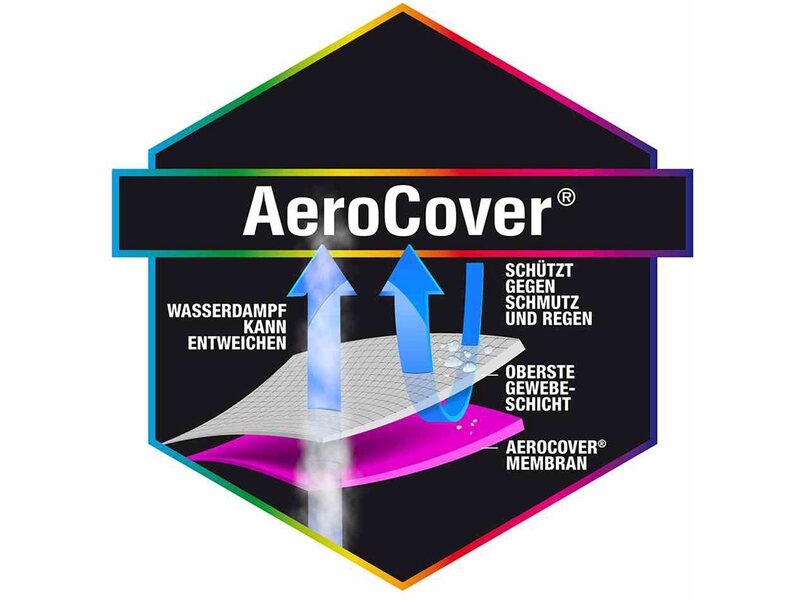 AeroCover®
WASSERDAMPF
KANN
ENTWEICHEN
SCHÜTZT
GEGEN
SCHMUTZ
UND REGEN
OBERSTE
GEWEBE-
SCHICHT
AEROCOVER®
MEMBRAN